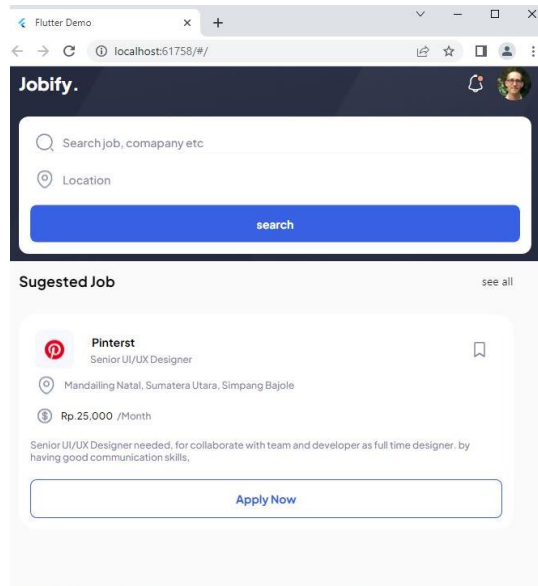 Flutter Demo
localhost:61758/#/
Jobify.
Search job, comapany etc
Location
search
Sugested Job
see all
Pinterst
Senior UI/UX Designer
Mandailing Natal, Sumatera Utara, Simpang Bajole
Rp.25,000 /Month
Senior UI/UX Designer needed, for collaborate with team and developer as full time designer. by
having good communication skills,
Apply Now